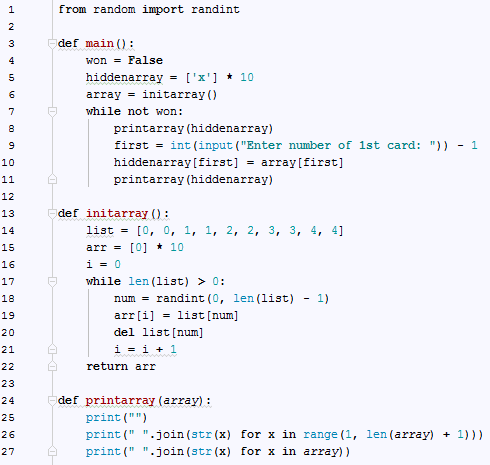 1 from random import randint
2
3 def main():
4     won = False
5     hiddenarray = ['x'] * 10
6     array = initarray()
7     while not won:
8         printarray(hiddenarray)
9         first = int(input("Enter number of 1st card: ")) - 1
10         hiddenarray[first] = array[first]
11         printarray(hiddenarray)
12
13 def initarray():
14     list = [0, 0, 1, 1, 2, 2, 3, 3, 4, 4]
15     arr = [0] * 10
16     i = 0
17     while len(list) > 0:
18         num = randint(0, len(list) - 1)
19         arr[i] = list[num]
20         del list[num]
21         i = i + 1
22     return arr
23
24 def printarray(array):
25     print("")
26     print(" ".join(str(x) for x in range(1, len(array) + 1)))
27     print(" ".join(str(x) for x in array))